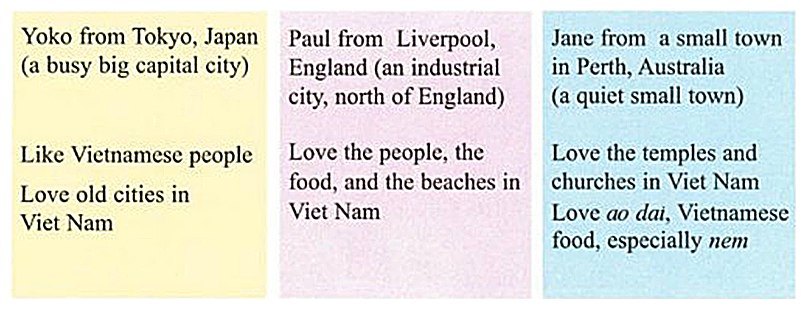 Yoko from Tokyo, Japan
(a busy big capital city)
Like Vietnamese people
Love old cities in
Viet Nam
Paul from Liverpool,
England (an industrial
city, north of England)
Love the people, the
food, and the beaches in
Viet Nam
Jane from a small town
in Perth, Australia
(a quiet small town)
Love the temples and
churches in Viet Nam
Love ao dai, Vietnamese
food, especially nem